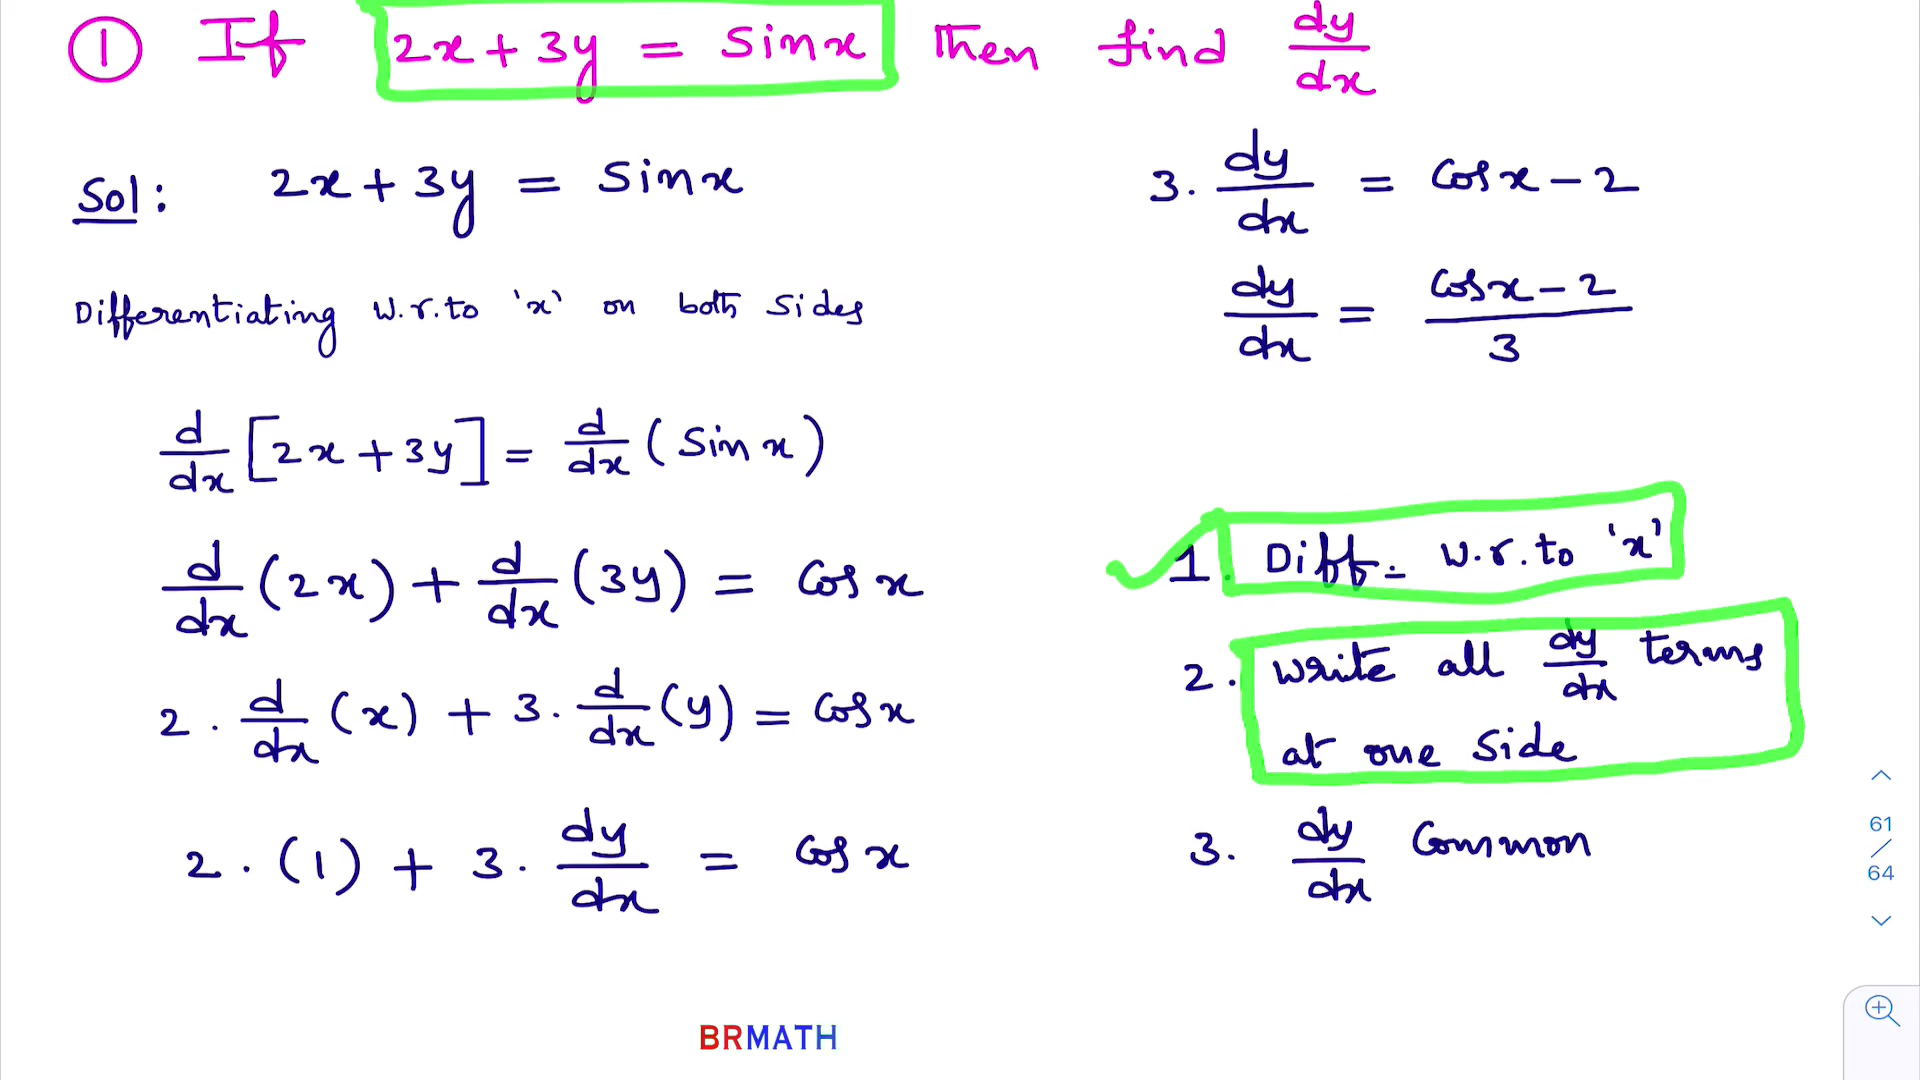 ① If 2x + 3y = Sinx Then find dy/dx
Sol: 2x + 3y = Sinx
Differentiating w.r.to 'x' on both Sides
d/dx [2x + 3y] = d/dx (Sin x)
d/dx (2x) + d/dx (3y) = Cos x
2 . d/dx (x) + 3 . d/dx (y) = Cosx
2 . (1) + 3 . dy/dx = Cos x
3. dy/dx = Cosx - 2
dy/dx = Cosx - 2 / 3
1. Diff. w.r.to 'x'
2. Write all dy/dx terms
at one Side
3. dy/dx Common
61
/
64
BRMATH